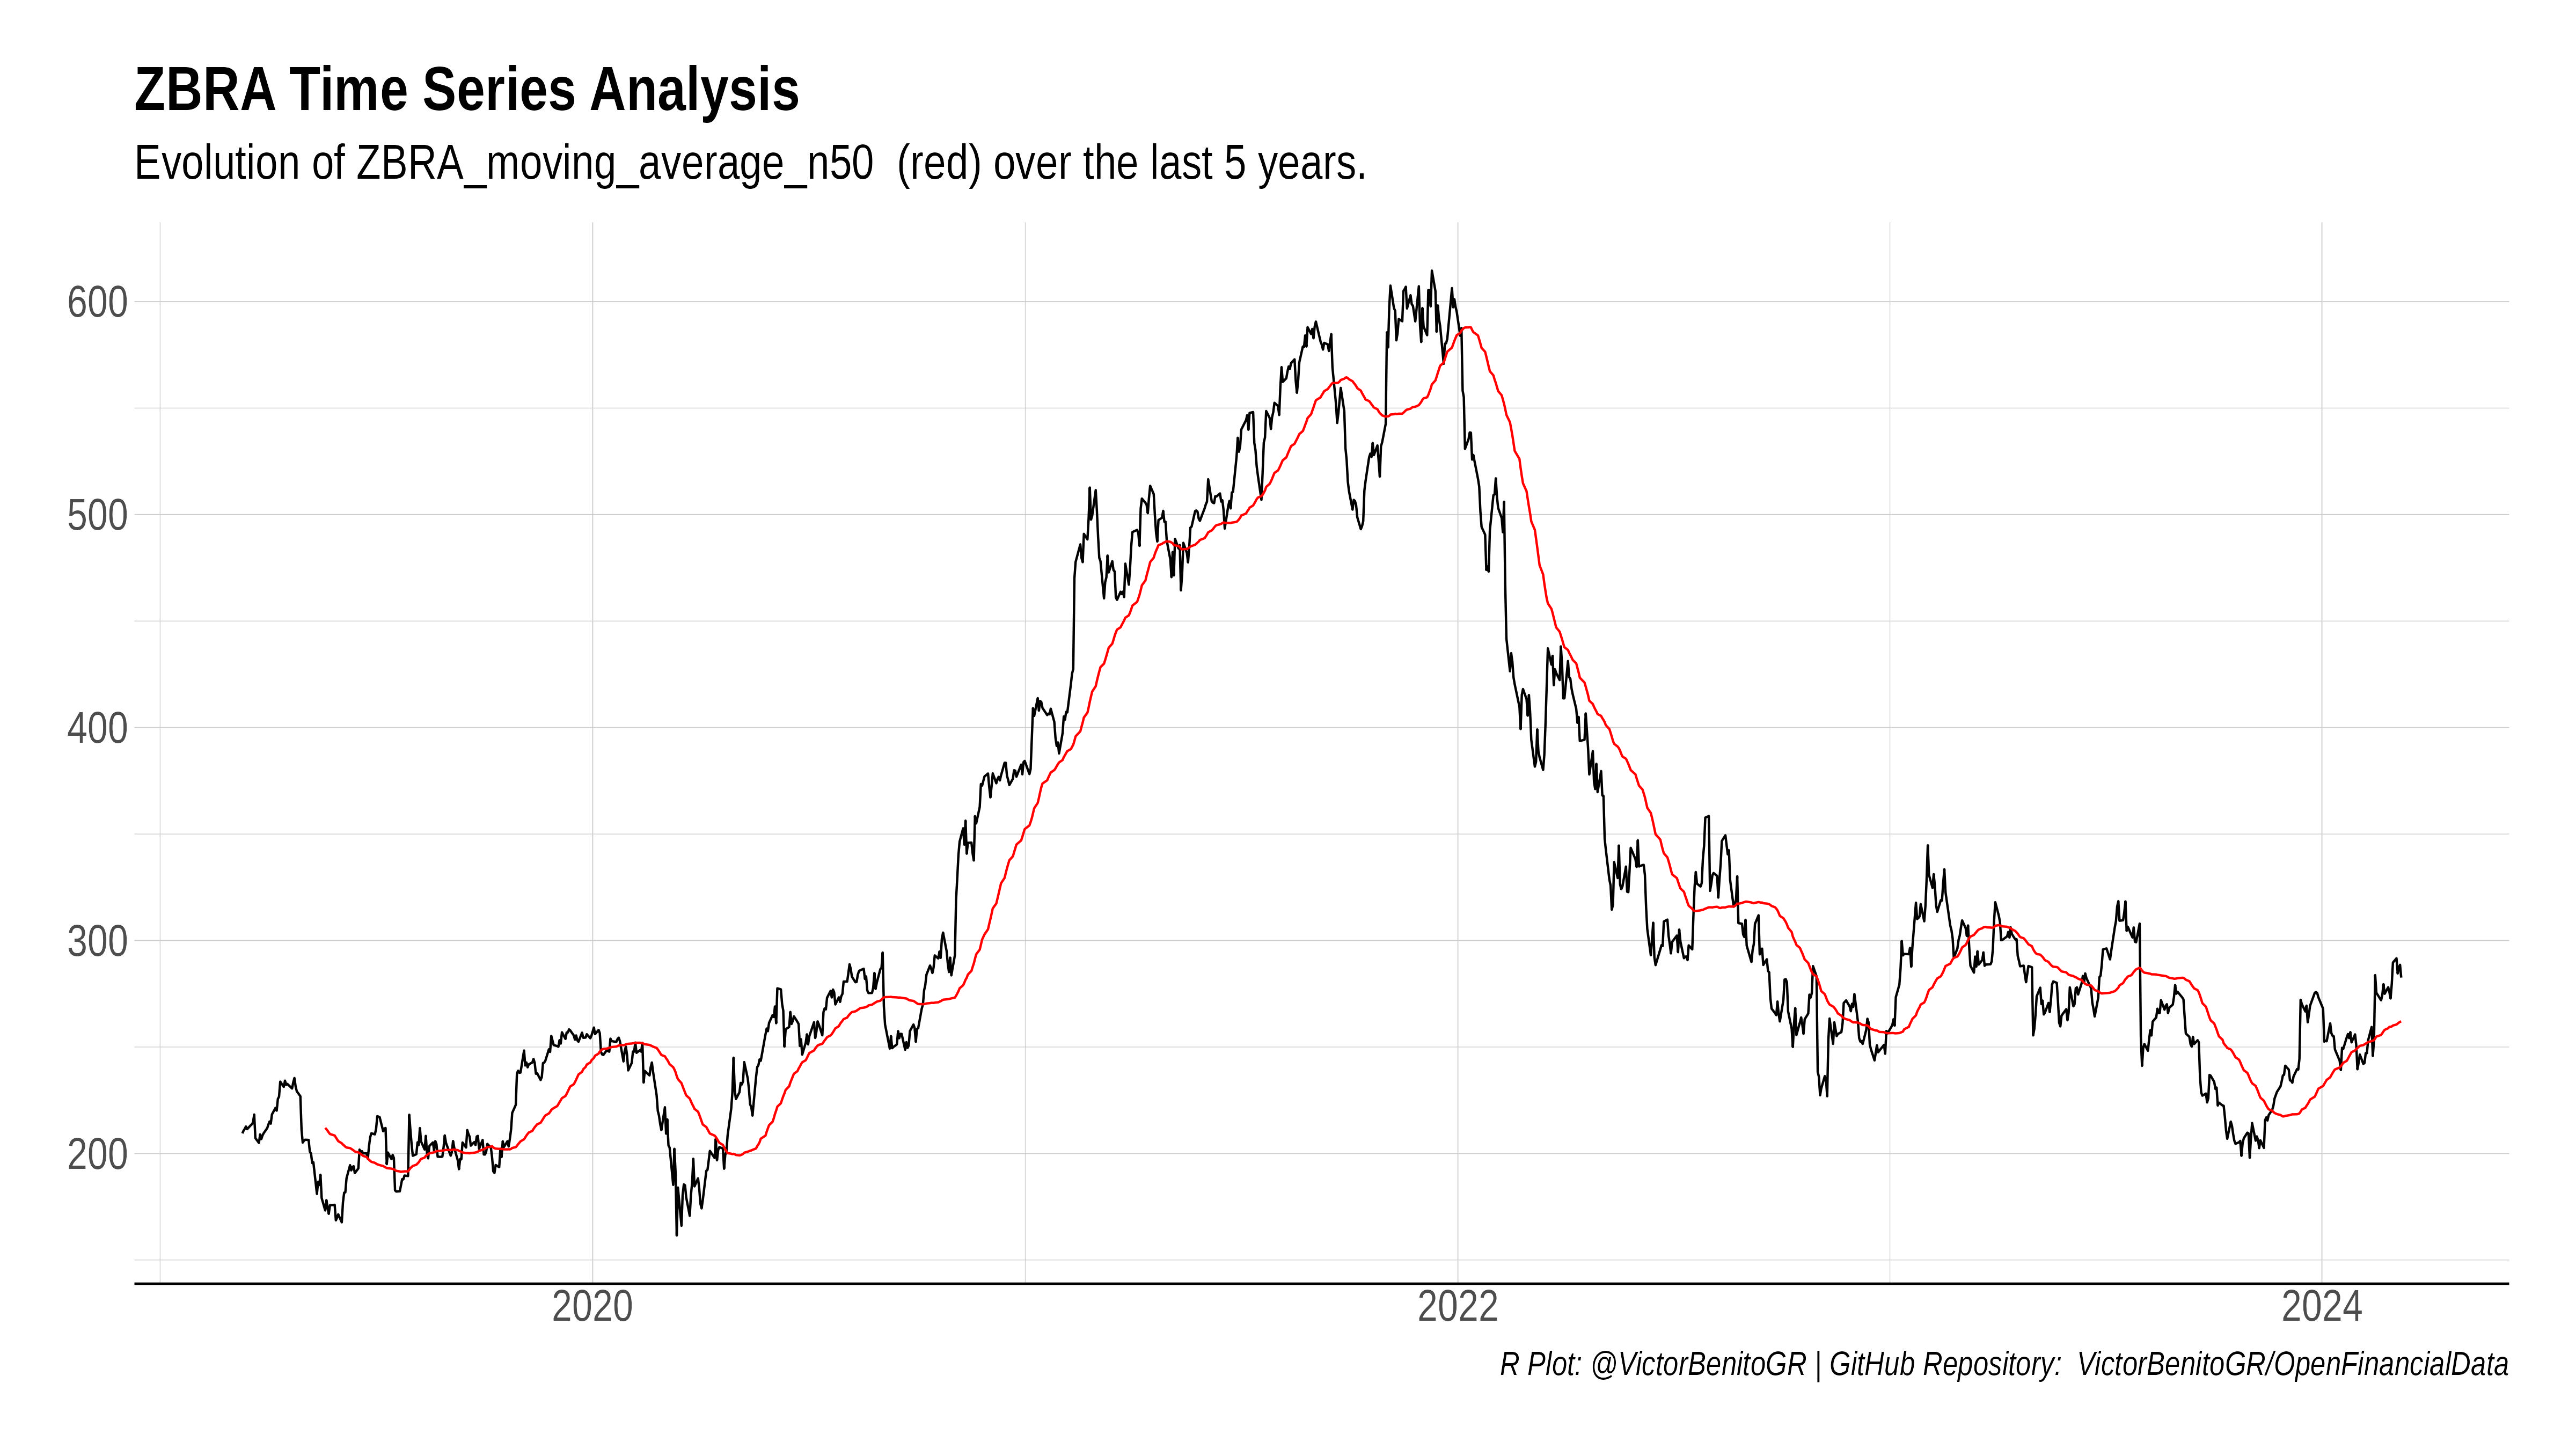 ZBRA Time Series Analysis
Evolution of ZBRA_moving_average_n50  (red) over the last 5 years.
600
500
400
300
200
2020 2022 2024
R Plot: @VictorBenitoGR | GitHub Repository:  VictorBenitoGR/OpenFinancialData